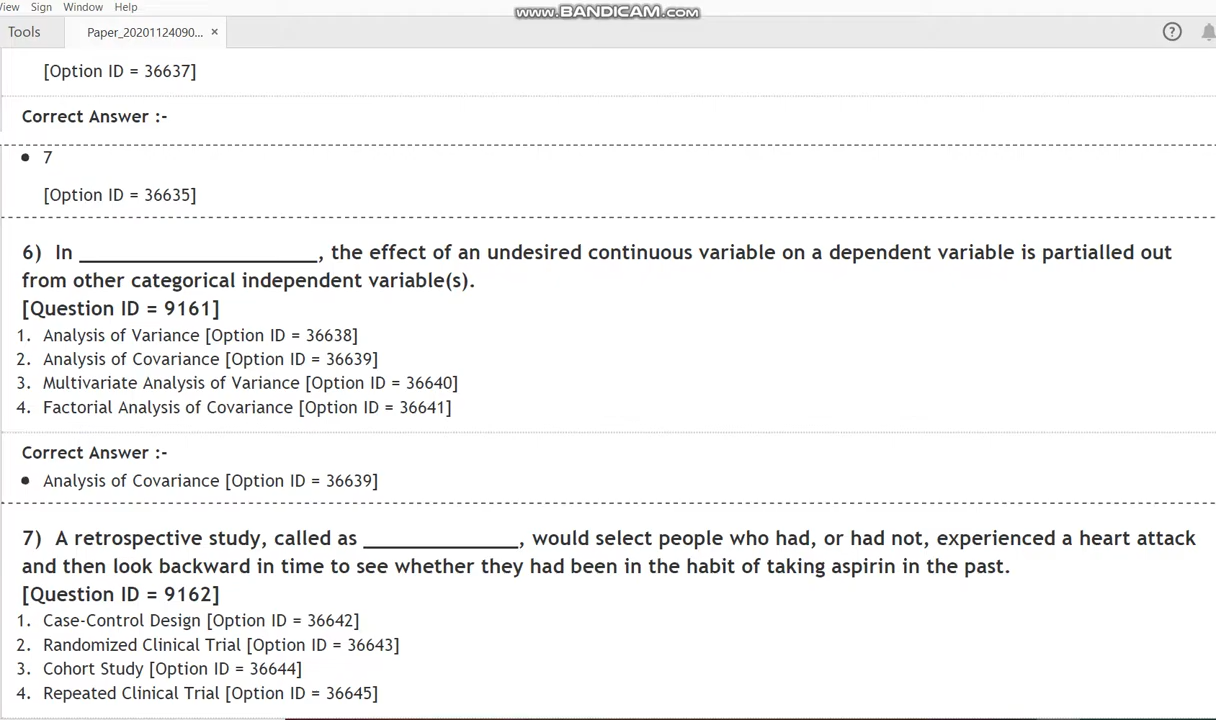 View Sign Window Help
www.BANDICAM.COM
Tools Paper_20201124090... ×
[Option ID = 36637]
Correct Answer :-
• 7
[Option ID = 36635]
6) In ______________________, the effect of an undesired continuous variable on a dependent variable is partialled out
from other categorical independent variable(s).
[Question ID = 9161]
1. Analysis of Variance [Option ID = 36638]
2. Analysis of Covariance [Option ID = 36639]
3. Multivariate Analysis of Variance [Option ID = 36640]
4. Factorial Analysis of Covariance [Option ID = 36641]
Correct Answer :-
• Analysis of Covariance [Option ID = 36639]
7) A retrospective study, called as ______________, would select people who had, or had not, experienced a heart attack
and then look backward in time to see whether they had been in the habit of taking aspirin in the past.
[Question ID = 9162]
1. Case-Control Design [Option ID = 36642]
2. Randomized Clinical Trial [Option ID = 36643]
3. Cohort Study [Option ID = 36644]
4. Repeated Clinical Trial [Option ID = 36645]